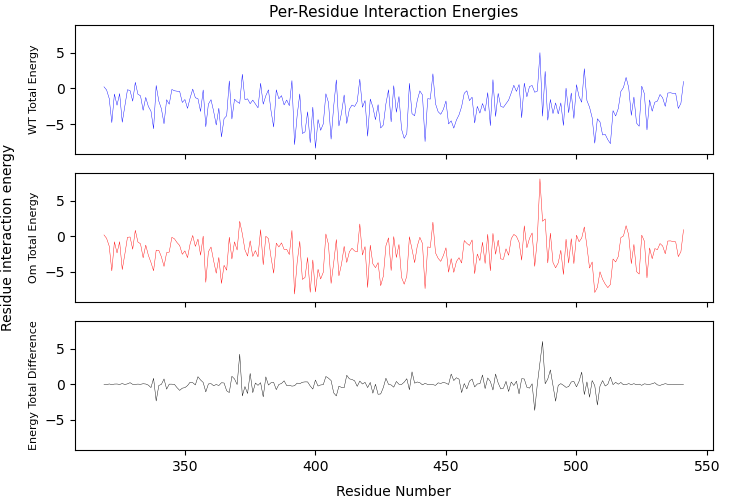 Per-Residue Interaction Energies
Residue interaction energy
WT Total Energy
5
0
−5
Om Total Energy
5
0
−5
Energy Total Difference
5
0
−5
350
400
450
500
550
Residue Number